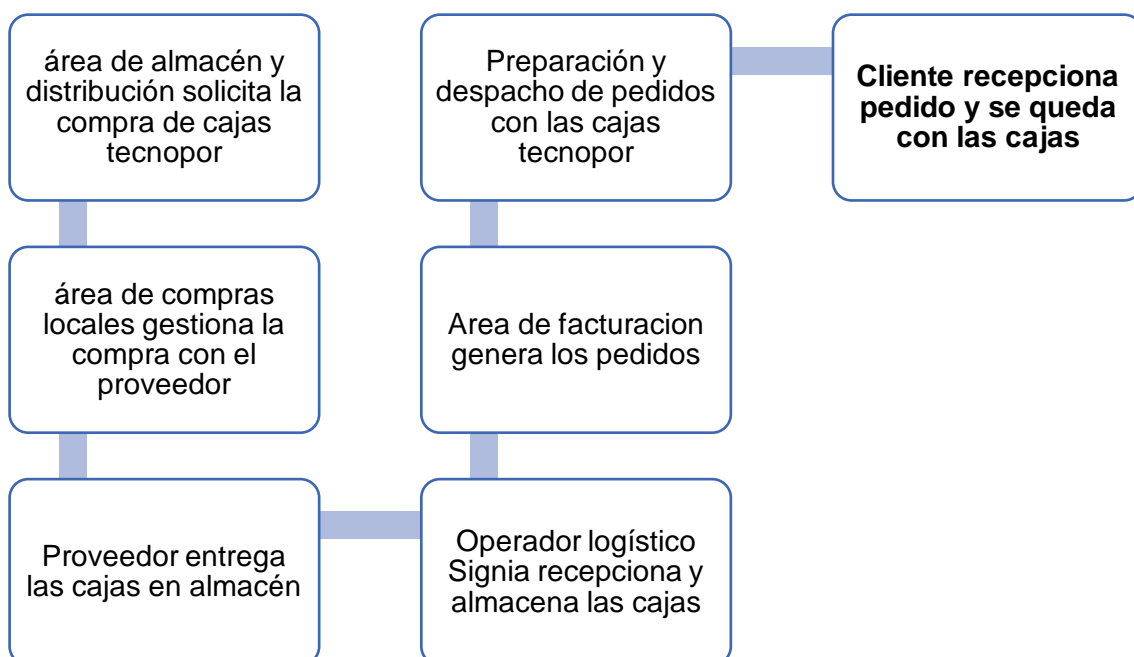 área de almacén y
distribución solicita la
compra de cajas
tecnopor
área de compras
locales gestiona la
compra con el
proveedor
Proveedor entrega
las cajas en almacén
Operador logístico
Signia recepciona y
almacena las cajas
Area de facturacion
genera los pedidos
Preparación y
despacho de pedidos
con las cajas
tecnopor
Cliente recepciona
pedido y se queda
con las cajas